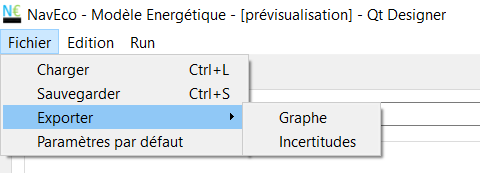 N€ NavEco - Modèle Energétique - [prévisualisation] - Qt Designer
Fichier Edition Run
Charger Ctrl+L
Sauvegarder Ctrl+S
Exporter
Graphe
Paramètres par défaut
Incertitudes